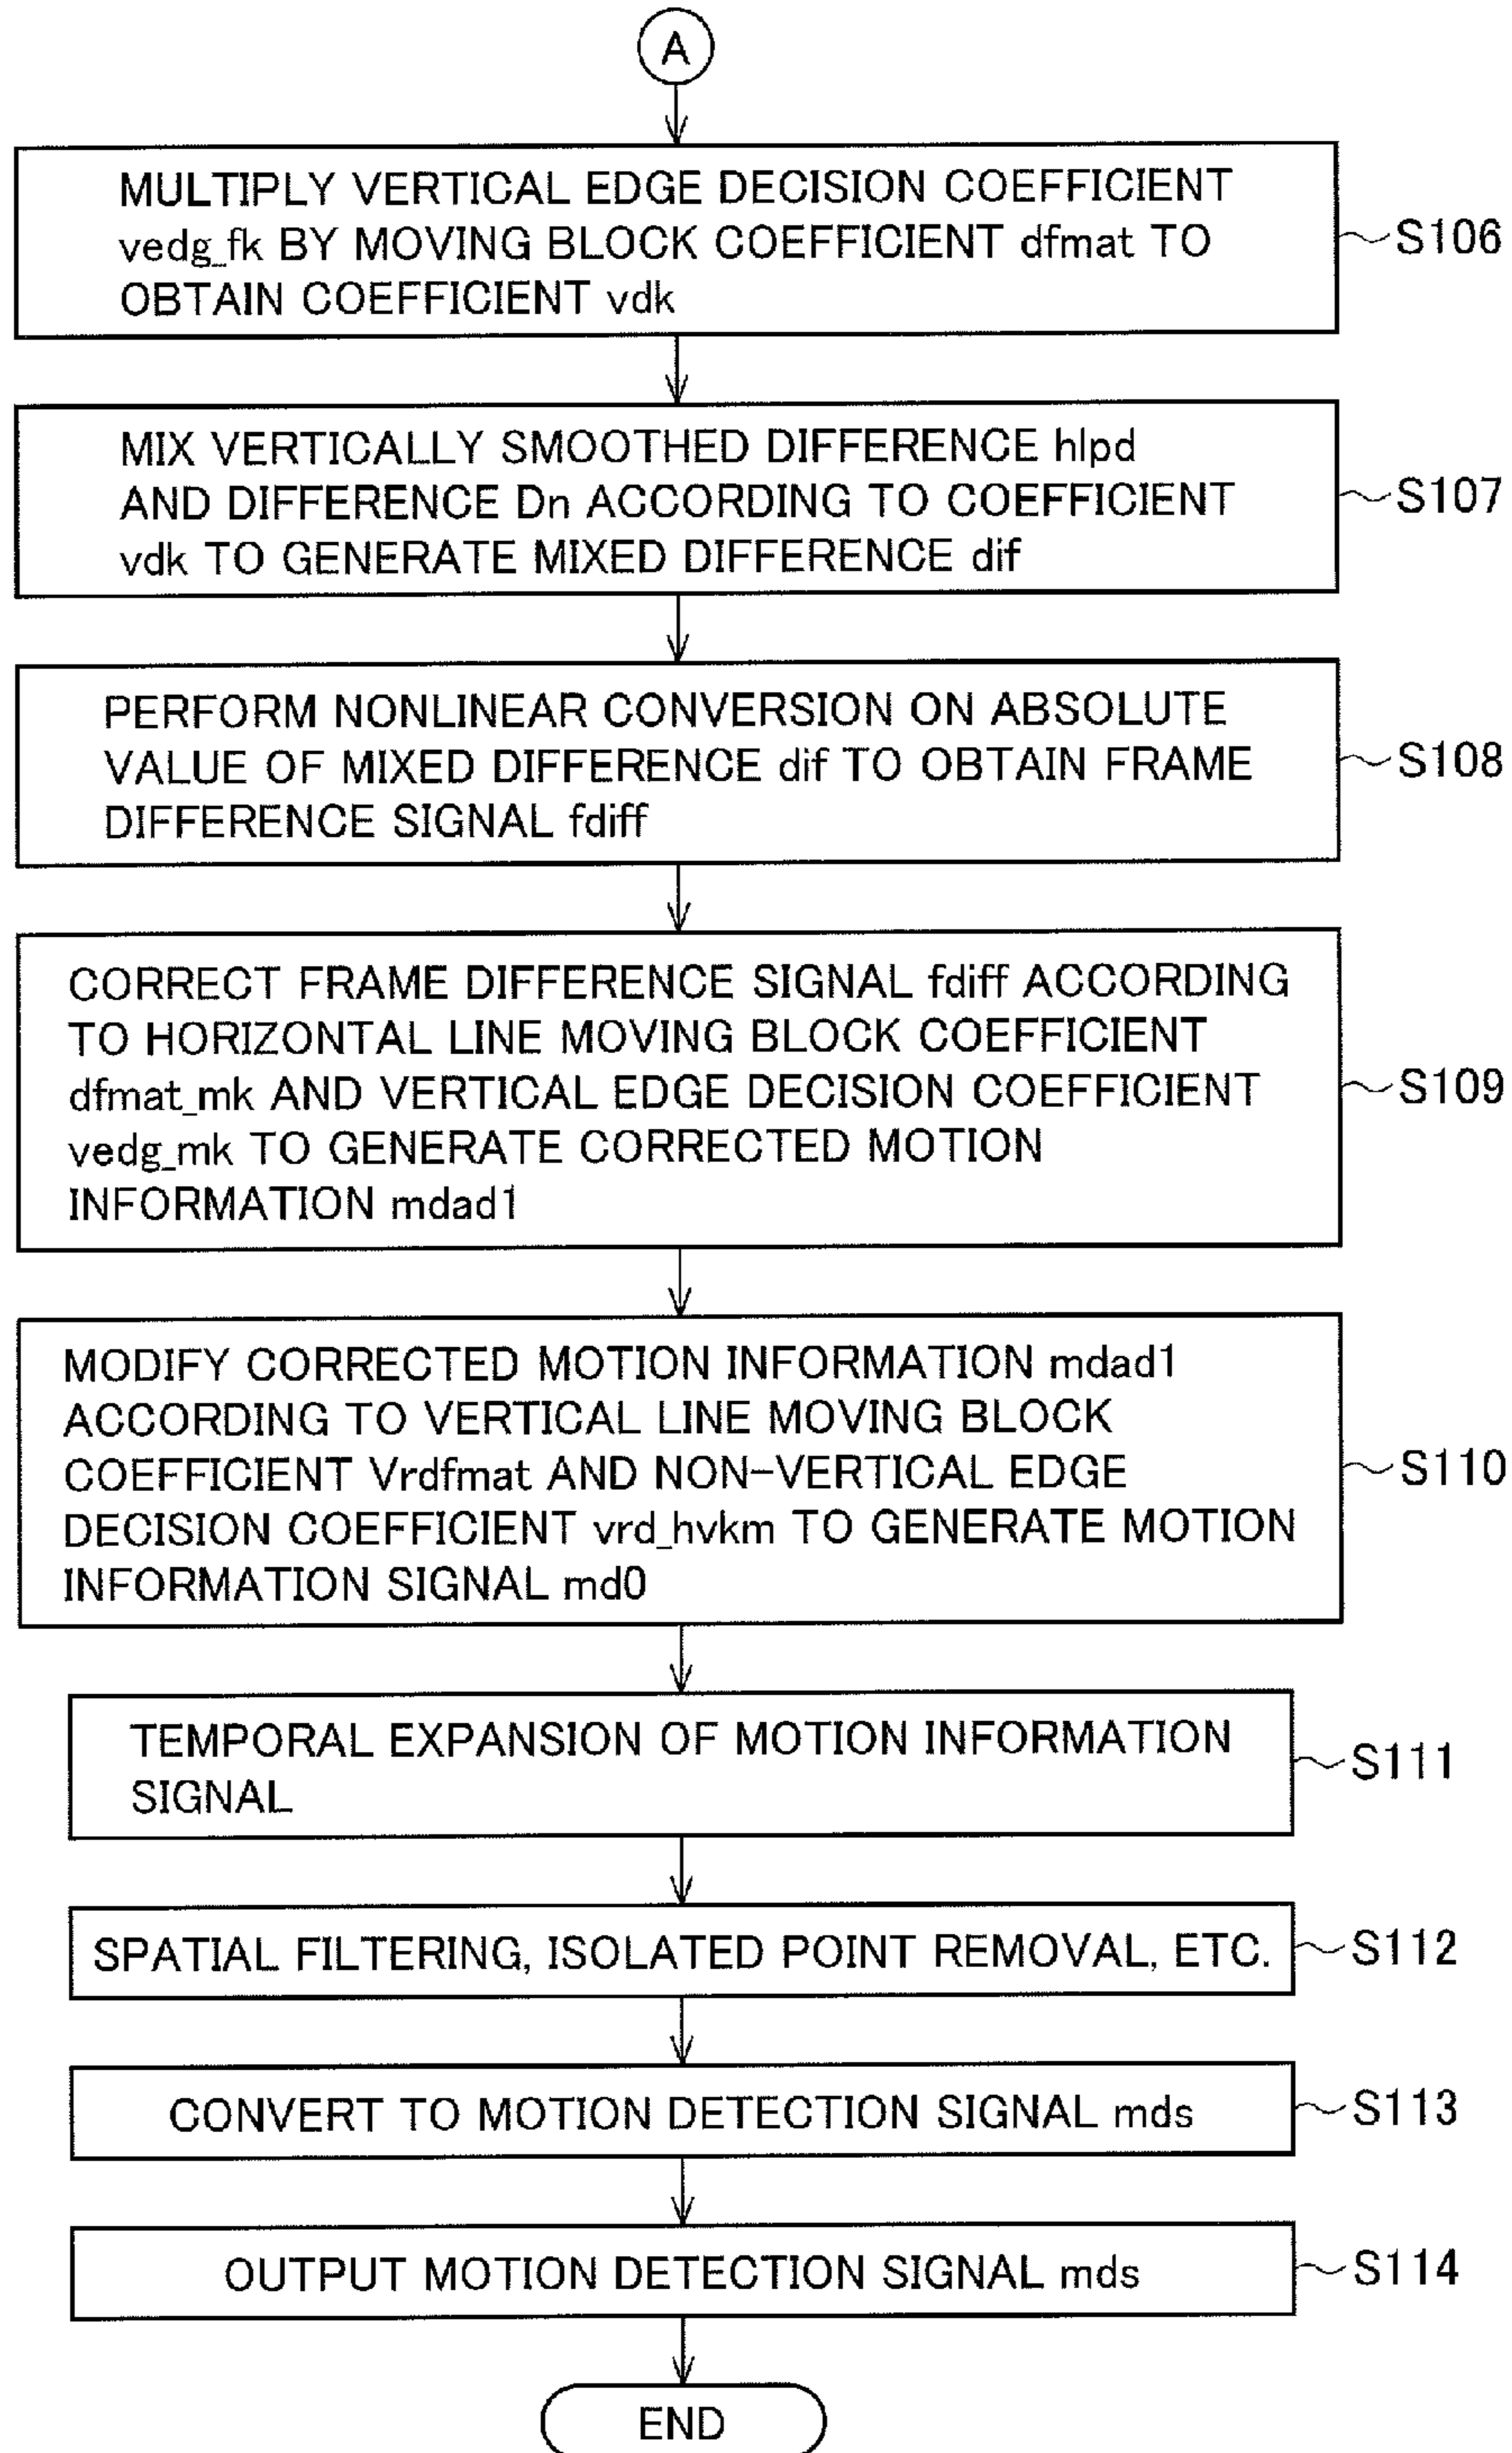 A
MULTIPLY VERTICAL EDGE DECISION COEFFICIENT
vedg_fk BY MOVING BLOCK COEFFICIENT dfmat TO
OBTAIN COEFFICIENT vdk
S106
MIX VERTICALLY SMOOTHED DIFFERENCE hlpd
AND DIFFERENCE Dn ACCORDING TO COEFFICIENT
vdk TO GENERATE MIXED DIFFERENCE dif
S107
PERFORM NONLINEAR CONVERSION ON ABSOLUTE
VALUE OF MIXED DIFFERENCE dif TO OBTAIN FRAME
DIFFERENCE SIGNAL fdiff
S108
CORRECT FRAME DIFFERENCE SIGNAL fdiff ACCORDING
TO HORIZONTAL LINE MOVING BLOCK COEFFICIENT
dfmat_mk AND VERTICAL EDGE DECISION COEFFICIENT
vedg_mk TO GENERATE CORRECTED MOTION
INFORMATION mdad1
S109
MODIFY CORRECTED MOTION INFORMATION mdad1
ACCORDING TO VERTICAL LINE MOVING BLOCK
COEFFICIENT Vrdfmat AND NON-VERTICAL EDGE
DECISION COEFFICIENT vrd_hvkm TO GENERATE MOTION
INFORMATION SIGNAL md0
S110
TEMPORAL EXPANSION OF MOTION INFORMATION
SIGNAL
S111
SPATIAL FILTERING, ISOLATED POINT REMOVAL, ETC.
S112
CONVERT TO MOTION DETECTION SIGNAL mds
S113
OUTPUT MOTION DETECTION SIGNAL mds
S114
END